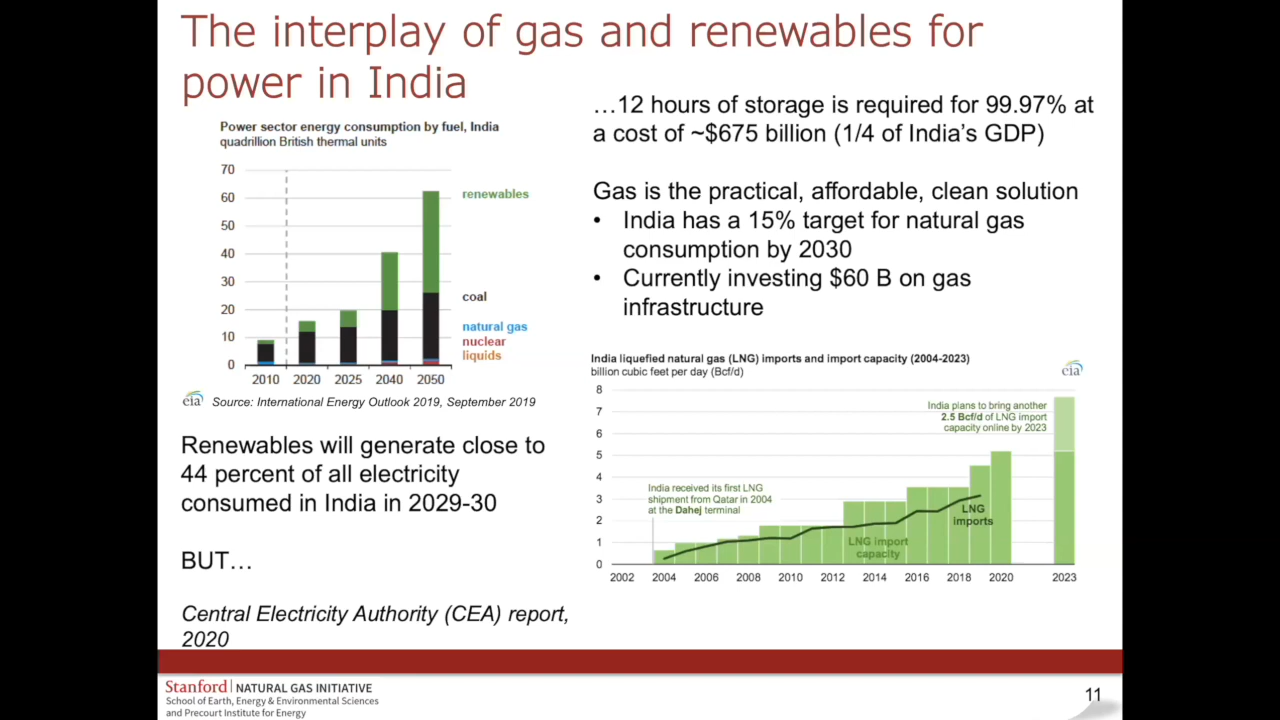 The interplay of gas and renewables for
power in India
Power sector energy consumption by fuel, India
quadrillion British thermal units
70
60
50
40
30
20
10
0
renewables
coal
natural gas
nuclear
liquids
2010 2020 2025 2040 2050
eia Source: International Energy Outlook 2019, September 2019
Renewables will generate close to
44 percent of all electricity
consumed in India in 2029-30
BUT…
Central Electricity Authority (CEA) report,
2020
…12 hours of storage is required for 99.97% at
a cost of ~$675 billion (1/4 of India’s GDP)
Gas is the practical, affordable, clean solution
• India has a 15% target for natural gas
consumption by 2030
• Currently investing $60 B on gas
infrastructure
India liquefied natural gas (LNG) imports and import capacity (2004-2023)
billion cubic feet per day (Bcf/d)
eia
8
7
6
5
4
3
2
1
0
India plans to bring another
2.5 Bcf/d of LNG import
capacity online by 2023
India received its first LNG
shipment from Qatar in 2004
at the Dahej terminal
LNG
imports
LNG import
capacity
2002 2004 2006 2008 2010 2012 2014 2016 2018 2020 2023
Stanford | NATURAL GAS INITIATIVE
School of Earth, Energy & Environmental Sciences
and Precourt Institute for Energy
11